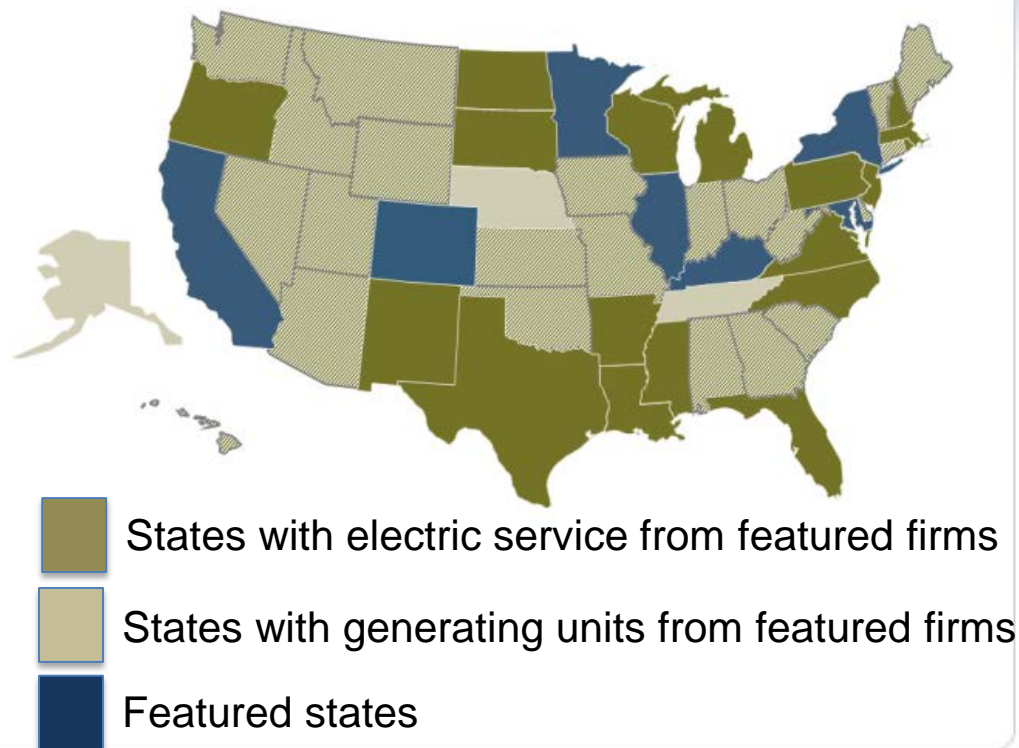 States with electric service from featured firms
States with generating units from featured firms
Featured states